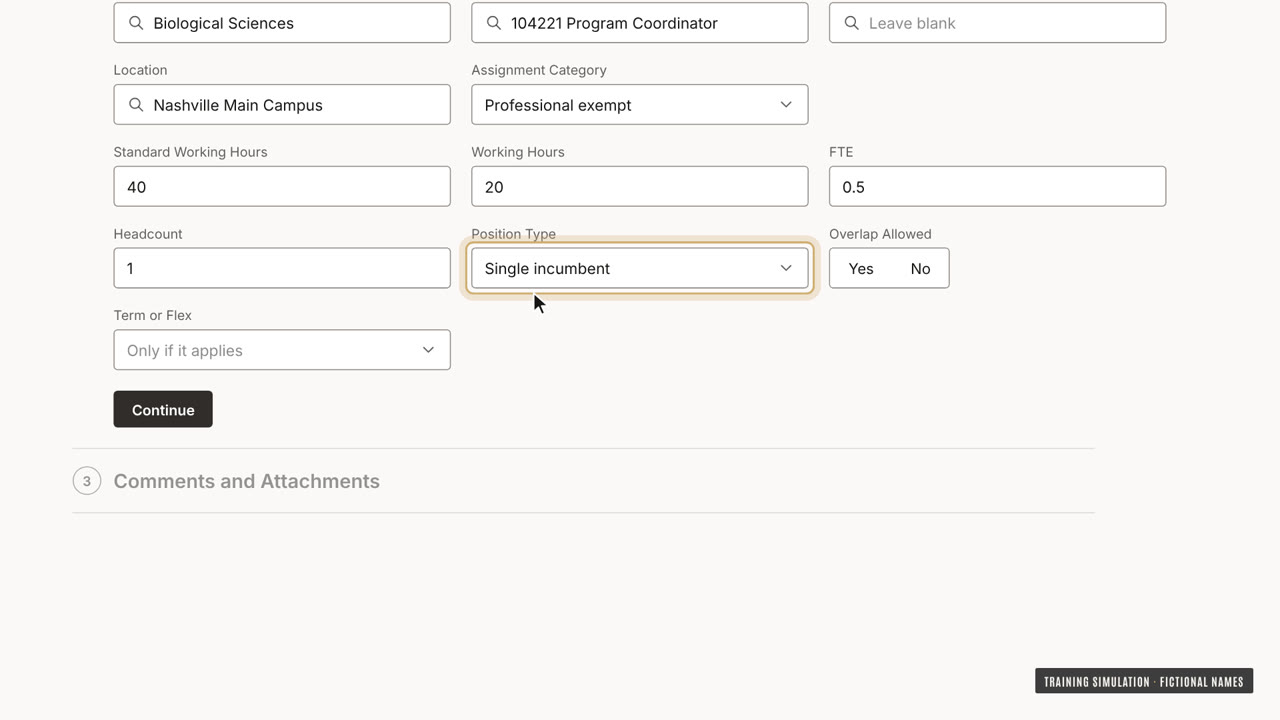 Biological Sciences
104221 Program Coordinator
Leave blank
Location
Assignment Category
Nashville Main Campus
Professional exempt
Standard Working Hours
Working Hours
FTE
40
20
0.5
Headcount
Position Type
Overlap Allowed
1
Single incumbent
Yes
No
Term or Flex
Only if it applies
Continue
3
Comments and Attachments
TRAINING SIMULATION · FICTIONAL NAMES